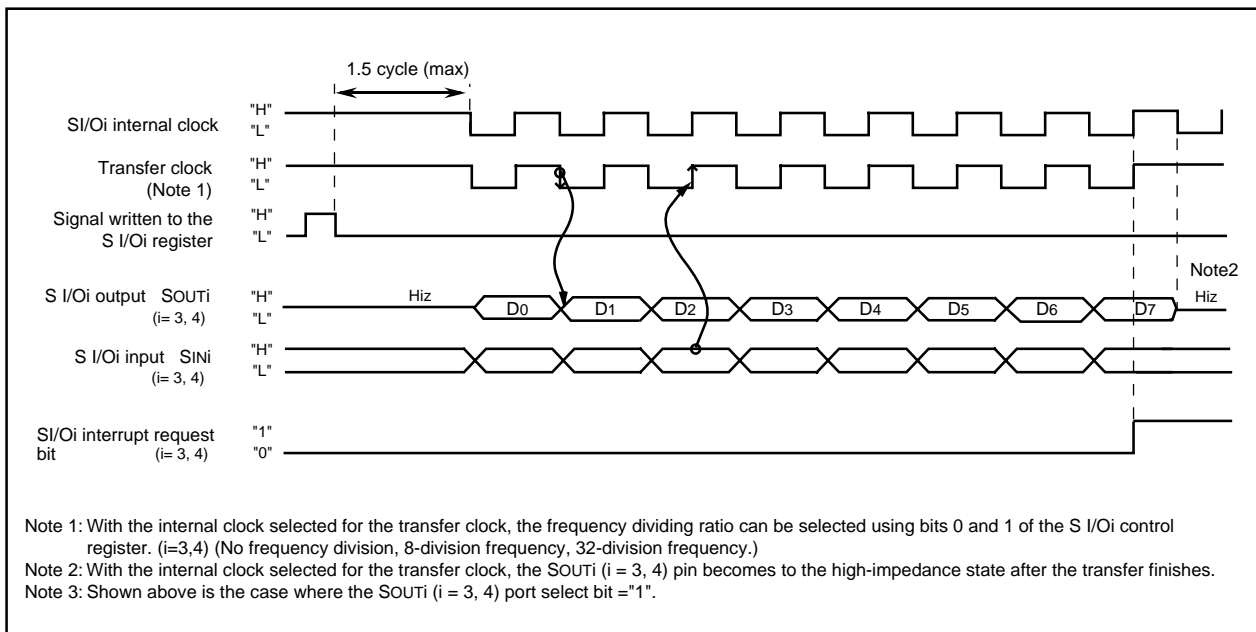 1.5 cycle (max)
SI/Oi internal clock
"H"
"L"
Transfer clock
(Note 1)
"H"
"L"
Signal written to the
S I/Oi register
"H"
"L"
Note2
S I/Oi output SOUTi
(i= 3, 4)
"H"
"L"
Hiz
D0
D1
D2
D3
D4
D5
D6
D7
Hiz
S I/Oi input SINi
(i= 3, 4)
"H"
"L"
SI/Oi interrupt request
bit (i= 3, 4)
"1"
"0"
Note 1: With the internal clock selected for the transfer clock, the frequency dividing ratio can be selected using bits 0 and 1 of the S I/Oi control
register. (i=3,4) (No frequency division, 8-division frequency, 32-division frequency.)
Note 2: With the internal clock selected for the transfer clock, the SOUTi (i = 3, 4) pin becomes to the high-impedance state after the transfer finishes.
Note 3: Shown above is the case where the SOUTi (i = 3, 4) port select bit ="1".